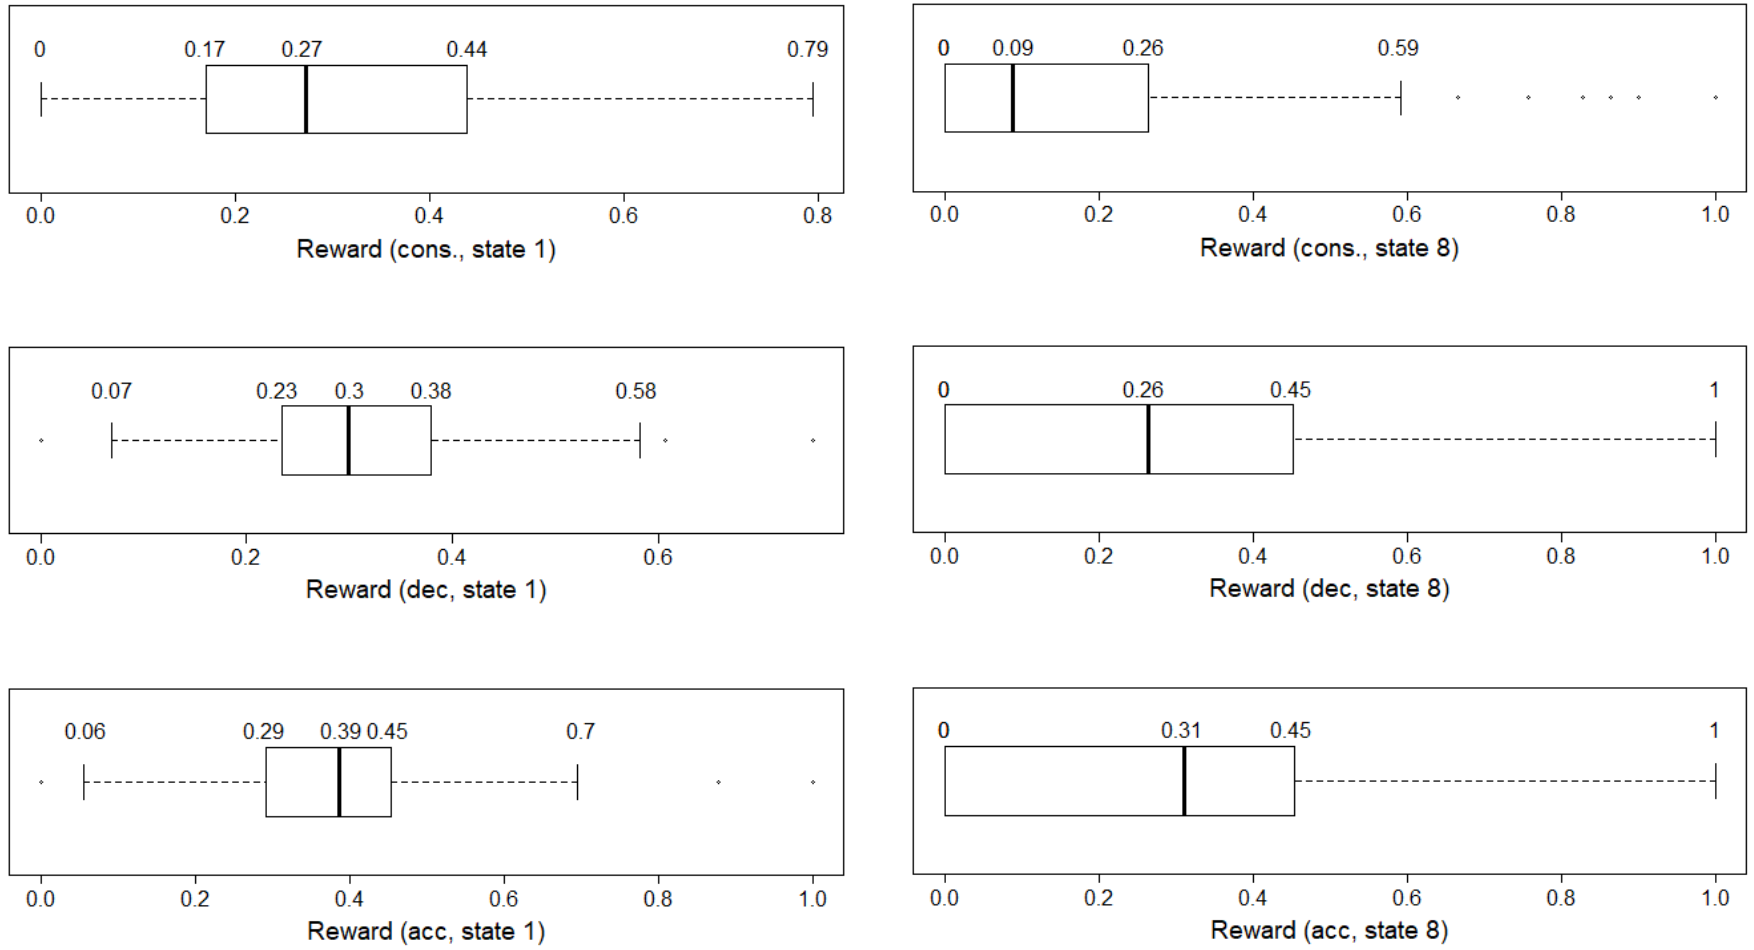 0 0.17 0.27 0.44 0.79
0.0 0.2 0.4 0.6 0.8
Reward (cons., state 1)
0 0.09 0.26 0.59
0.0 0.2 0.4 0.6 0.8 1.0
Reward (cons., state 8)
0.07 0.23 0.3 0.38 0.58
0.0 0.2 0.4 0.6
Reward (dec, state 1)
0 0.26 0.45 1
0.0 0.2 0.4 0.6 0.8 1.0
Reward (dec, state 8)
0.06 0.29 0.39 0.45 0.7
0.0 0.2 0.4 0.6 0.8 1.0
Reward (acc, state 1)
0 0.31 0.45 1
0.0 0.2 0.4 0.6 0.8 1.0
Reward (acc, state 8)